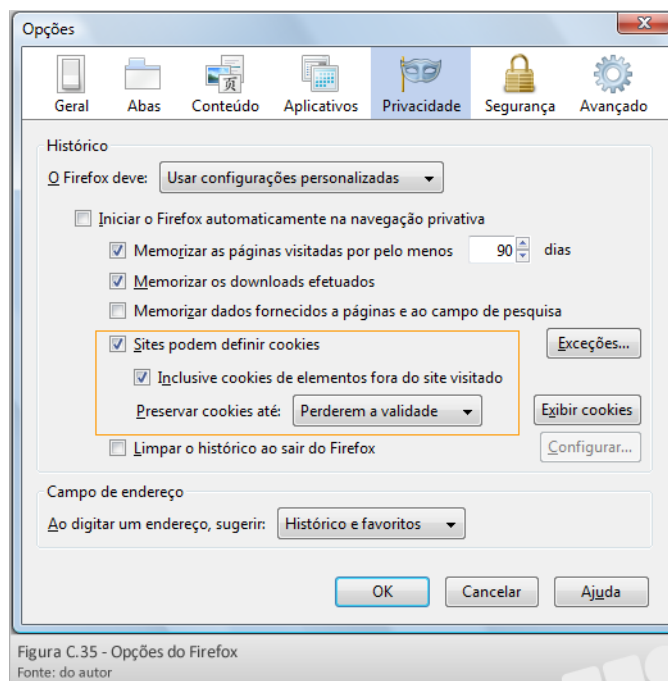 Opções
Geral Abas Conteúdo Aplicativos Privacidade Segurança Avançado
Histórico
O Firefox deve: Usar configurações personalizadas
Iniciar o Firefox automaticamente na navegação privativa
Memorizar as páginas visitadas por pelo menos 90 dias
Memorizar os downloads efetuados
Memorizar dados fornecidos a páginas e ao campo de pesquisa
Sites podem definir cookies Exceções...
Inclusive cookies de elementos fora do site visitado
Preservar cookies até: Perderem a validade Exibir cookies
Limpar o histórico ao sair do Firefox Configurar...
Campo de endereço
Ao digitar um endereço, sugerir: Histórico e favoritos
OK Cancelar Ajuda
Figura C.35 - Opções do Firefox
Fonte: do autor